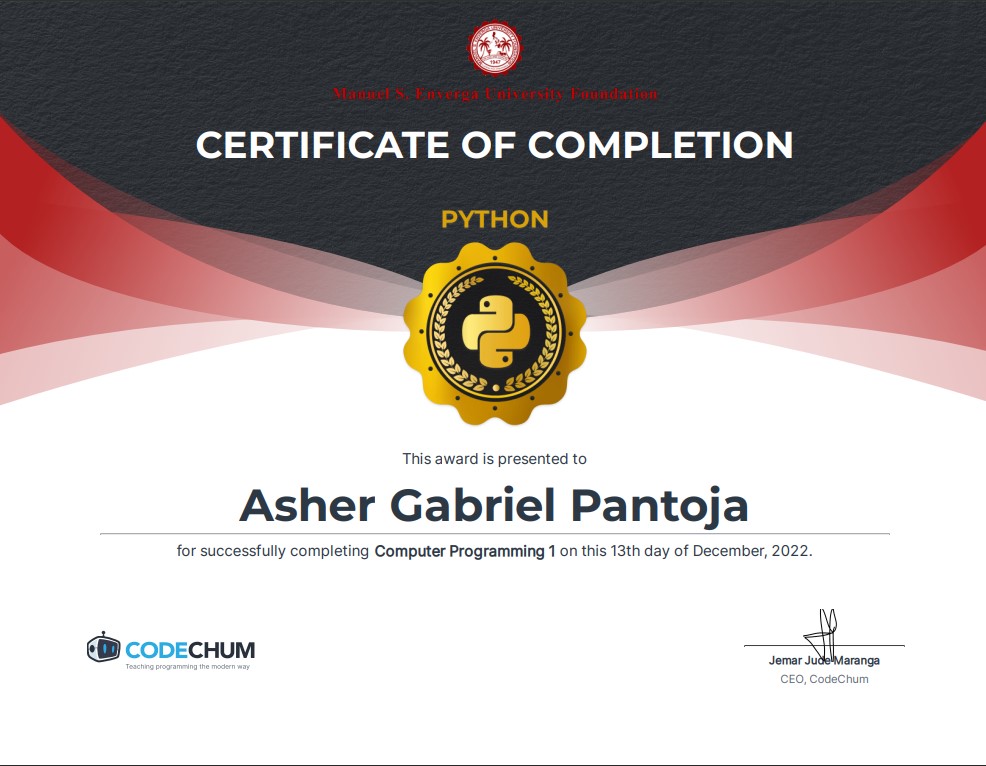 1947
Manuel S. Enverga University Foundation
CERTIFICATE OF COMPLETION
PYTHON
This award is presented to
Asher Gabriel Pantoja
for successfully completing Computer Programming 1 on this 13th day of December, 2022.
CODECHUM
Teaching programming the modern way
Jemar Jude Maranga
CEO, CodeChum